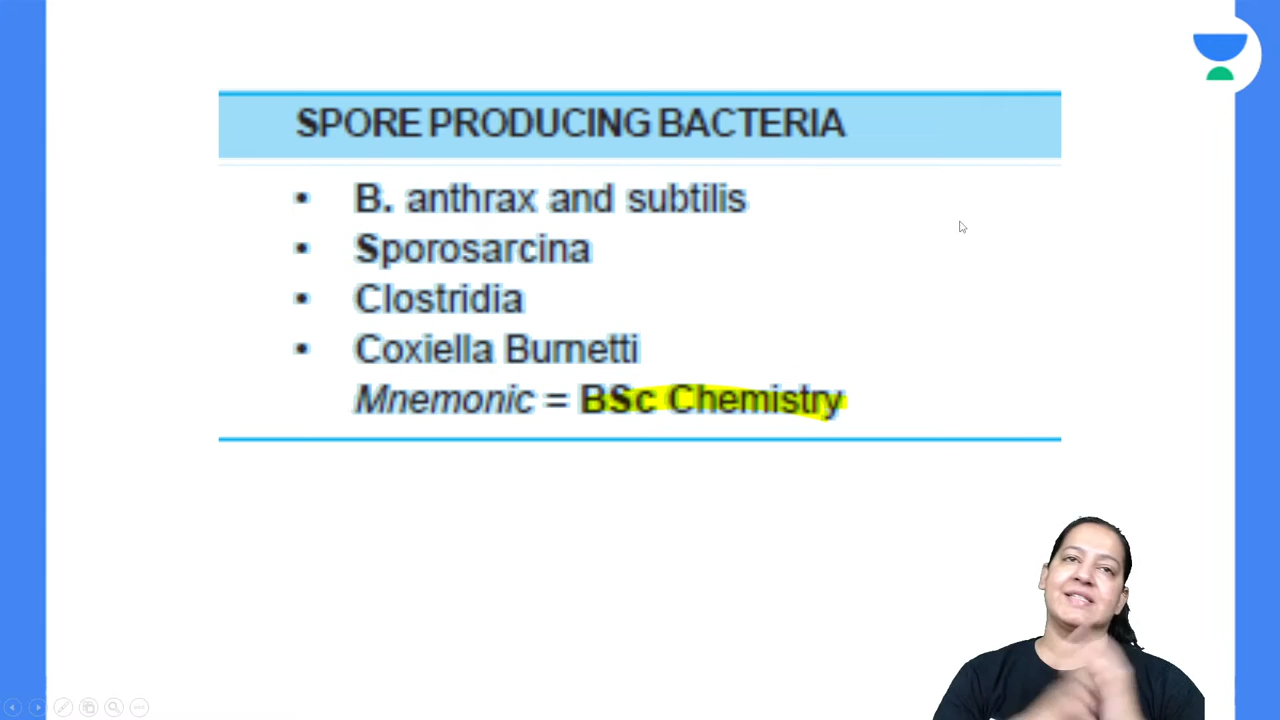 SPORE PRODUCING BACTERIA
• B. anthrax and subtilis
• Sporosarcina
• Clostridia
• Coxiella Burnetti
Mnemonic = BSc Chemistry